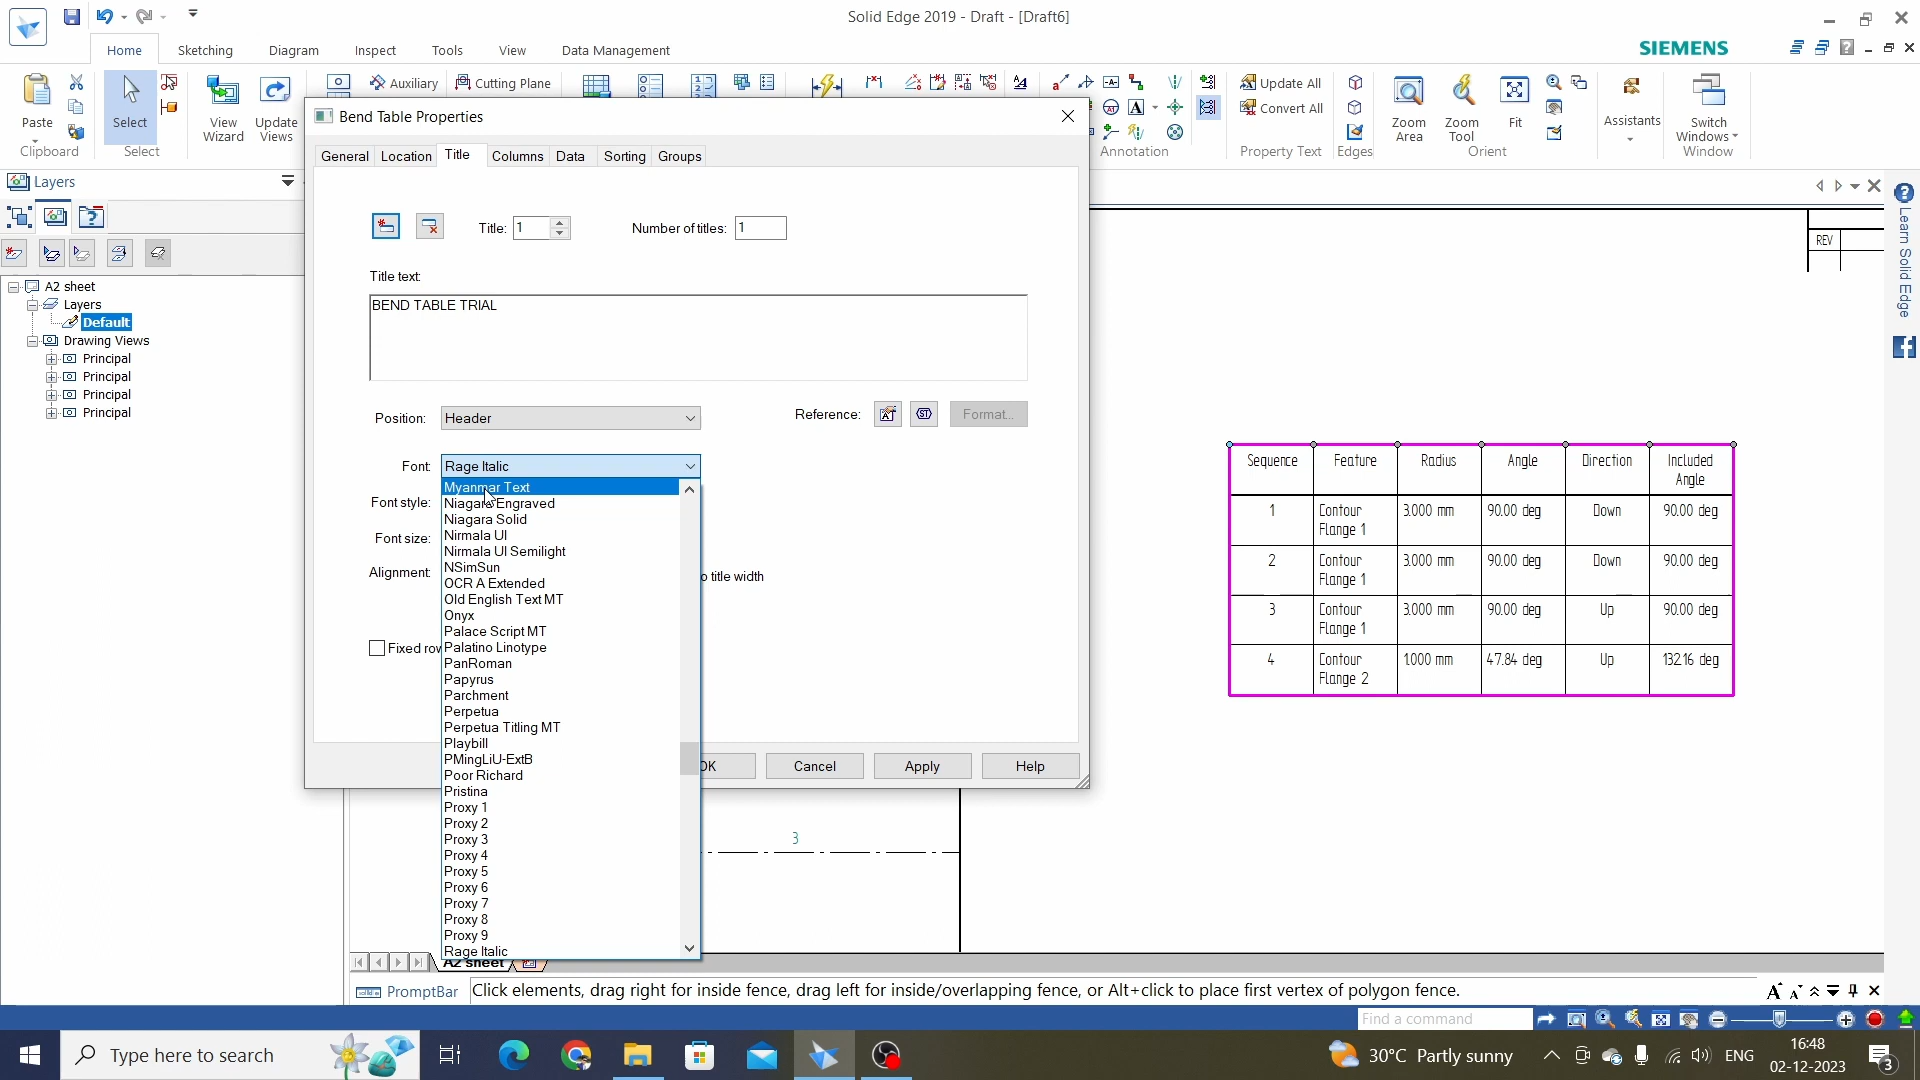 Solid Edge 2019 - Draft - [Draft6]
Home
Sketching
Diagram
Inspect
Tools
View
Data Management
SIEMENS
Paste
Clipboard
Select
Select
View Wizard
Update Views
Auxiliary
Cutting Plane
Annotation
Update All
Convert All
Property Text
Edges
Zoom Area
Zoom Tool
Fit
Orient
Assistants
Switch Windows
Window
Layers
A2 sheet
Layers
Default
Drawing Views
Principal
Principal
Principal
Principal
Bend Table Properties
General
Location
Title
Columns
Data
Sorting
Groups
Title:
1
Number of titles:
1
Title text:
BEND TABLE TRIAL
Position:
Header
Reference:
Format...
Font:
Rage Italic
Font style:
Font size:
Alignment:
o title width
Fixed row
Myanmar Text
Niagara Engraved
Niagara Solid
Nirmala UI
Nirmala UI Semilight
NSimSun
OCR A Extended
Old English Text MT
Onyx
Palace Script MT
Palatino Linotype
PanRoman
Papyrus
Parchment
Perpetua
Perpetua Titling MT
Playbill
PMingLiU-ExtB
Poor Richard
Pristina
Proxy 1
Proxy 2
Proxy 3
Proxy 4
Proxy 5
Proxy 6
Proxy 7
Proxy 8
Proxy 9
Rage Italic
OK
Cancel
Apply
Help
REV
Learn Solid Edge
Sequence Feature Radius Angle Direction Included Angle
1 Contour Flange 1 3.000 mm 90.00 deg Down 90.00 deg
2 Contour Flange 1 3.000 mm 90.00 deg Down 90.00 deg
3 Contour Flange 1 3.000 mm 90.00 deg Up 90.00 deg
4 Contour Flange 2 1.000 mm 47.84 deg Up 132.16 deg
3
A2 sheet
PromptBar
Click elements, drag right for inside fence, drag left for inside/overlapping fence, or Alt+click to place first vertex of polygon fence.
Find a command
Type here to search
30°C Partly sunny
ENG
16:48
02-12-2023
3